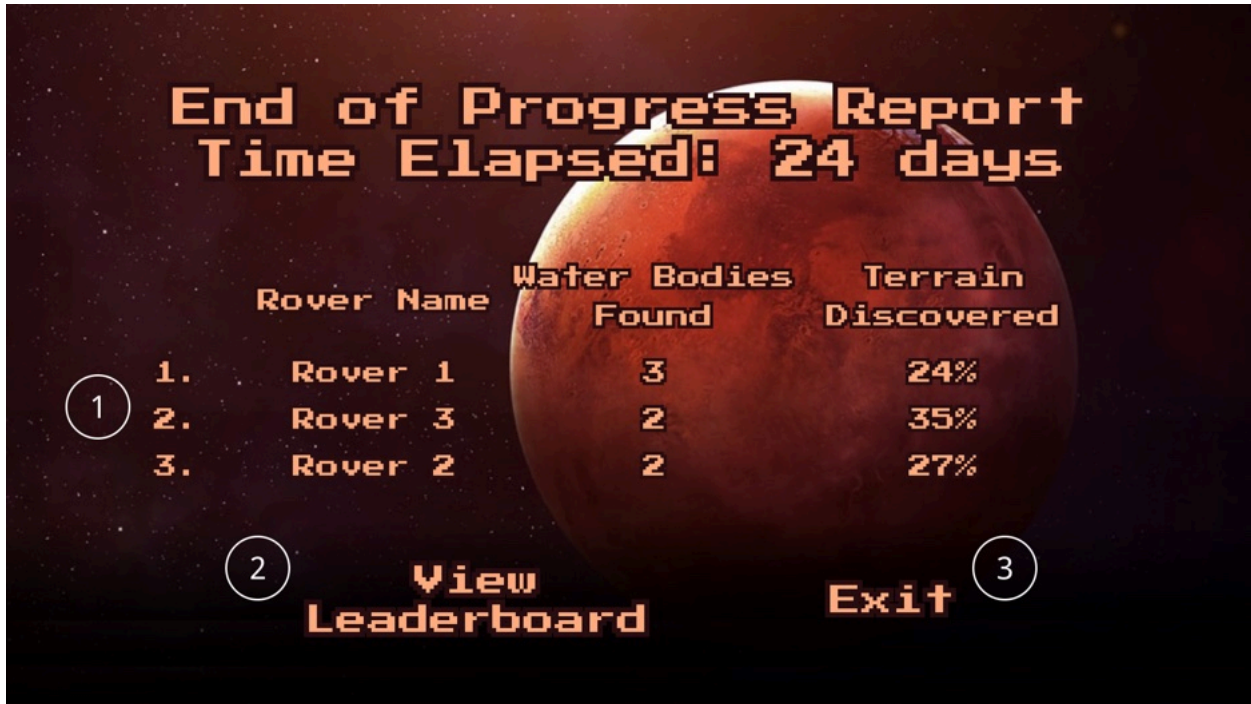 End of Progress Report
Time Elapsed: 24 days
Rover Name
Water Bodies
Found
Terrain
Discovered
1. Rover 1 3 24%
1
2. Rover 3 2 35%
3. Rover 2 2 27%
2
View
Leaderboard
Exit
3